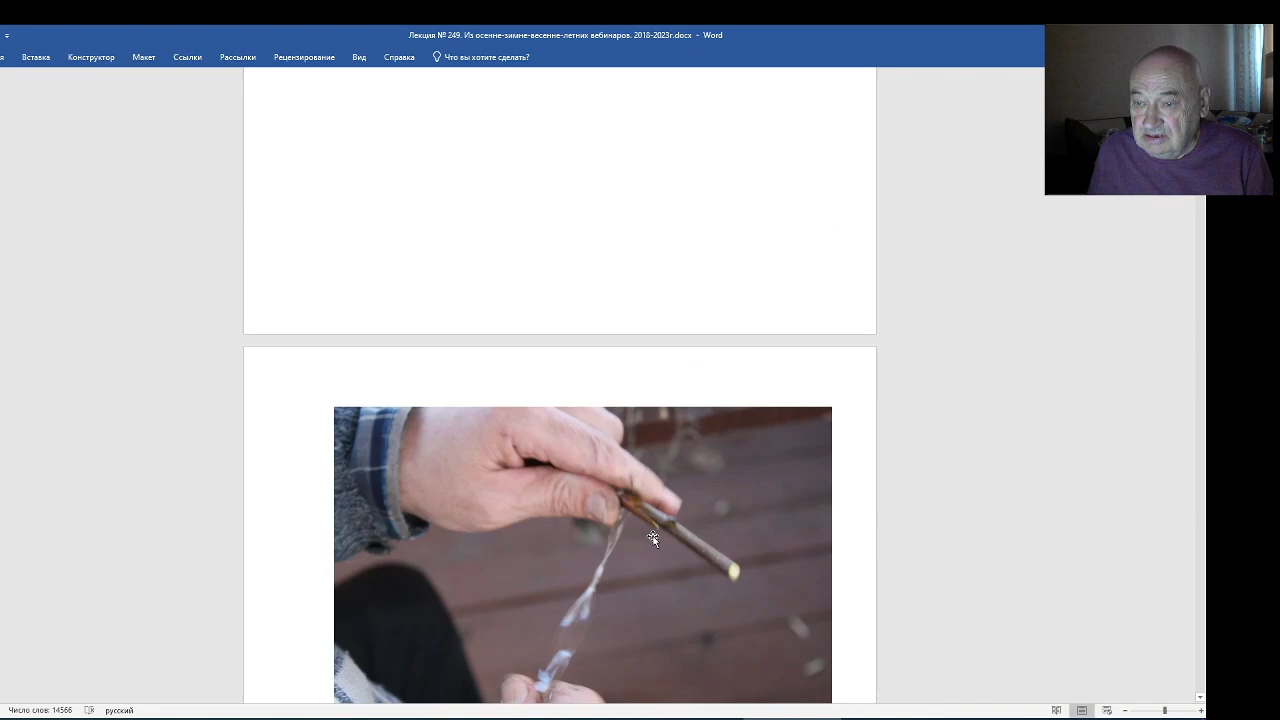 Лекция № 249. Из осенне-зимне-весенне-летних вебинаров. 2018-2023г.docx - Word
я Вставка Конструктор Макет Ссылки Рассылки Рецензирование Вид Справка Что вы хотите сделать?
Число слов: 14566 русский